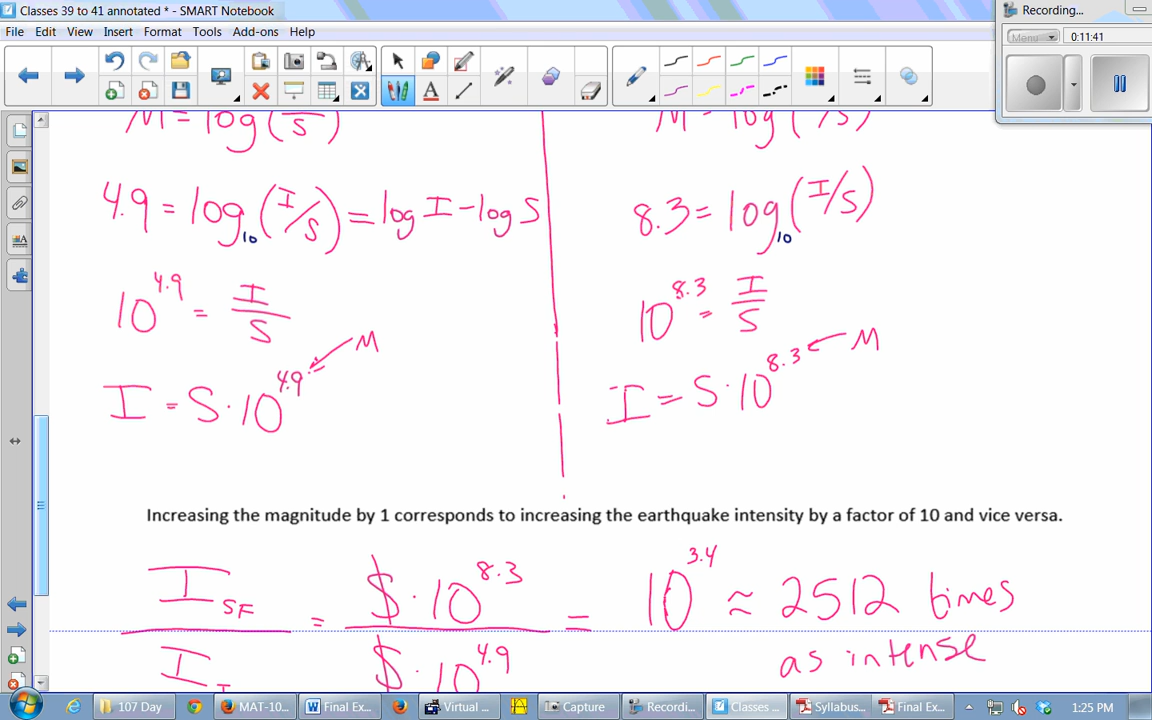 Classes 39 to 41 annotated * - SMART Notebook
File Edit View Insert Format Tools Add-ons Help
Recording...
Menu
0:11:41
M = log(I/S)
M = log(I/S)
4.9 = log₁₀(I/S) = log I - log S
8.3 = log₁₀(I/S)
10^4.9 = I/S
10^8.3 = I/S
I = S·10^4.9 ← M
I = S·10^8.3 ← M
Increasing the magnitude by 1 corresponds to increasing the earthquake intensity by a factor of 10 and vice versa.
I SF / I = S·10^8.3 / S·10^4.9 = 10^3.4 ≈ 2512 times
as intense
107 Day
MAT-10...
Final Ex...
Virtual ...
Capture
Recordi...
Classes ...
Syllabus...
Final Ex...
1:25 PM